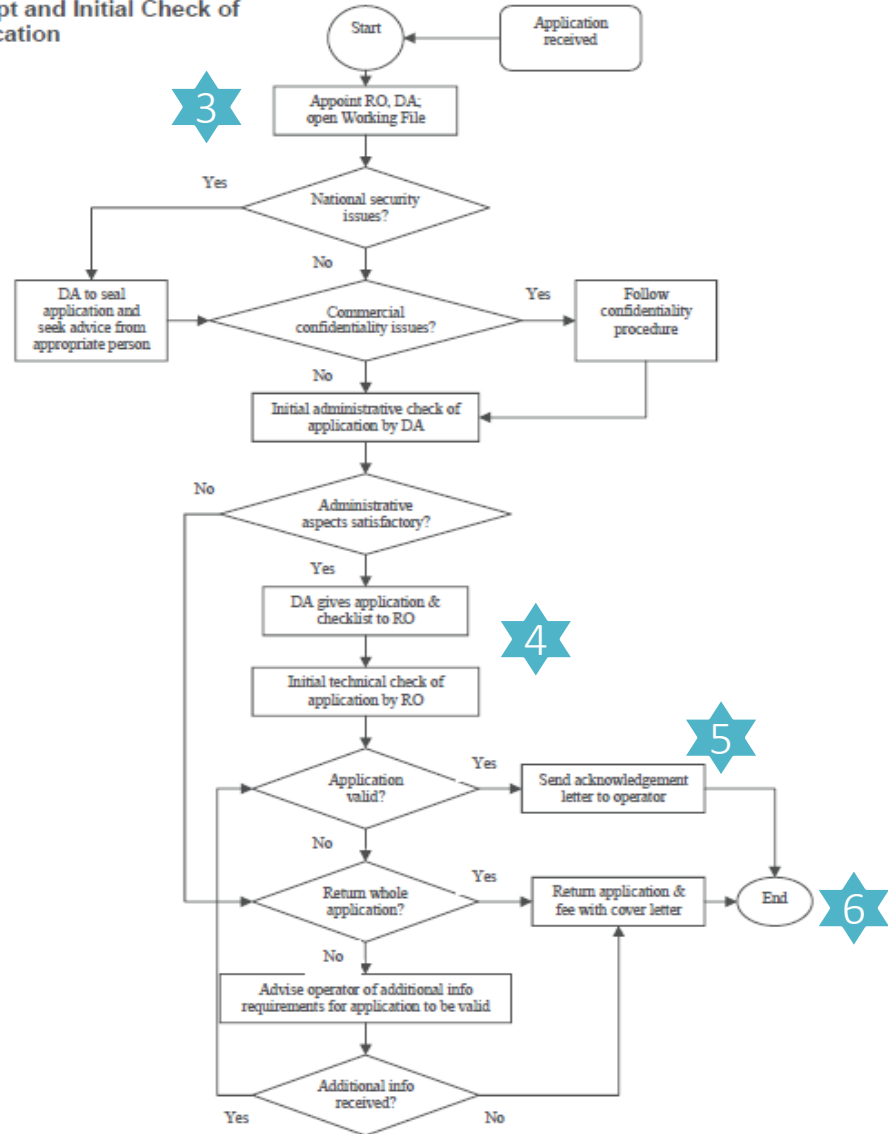 pt and Initial Check of
cation
Start
Application
received
3
Appoint RO, DA;
open Working File
Yes
National security
issues?
No
DA to seal
application and
seek advice from
appropriate person
Commercial
confidentiality issues?
Yes
Follow
confidentiality
procedure
No
Initial administrative check of
application by DA
No
Administrative
aspects satisfactory?
Yes
DA gives application &
checklist to RO
4
Initial technical check of
application by RO
5
Application
valid?
Yes
Send acknowledgement
letter to operator
No
Return whole
application?
Yes
Return application &
fee with cover letter
End
6
No
Advise operator of additional info
requirements for application to be valid
Additional info
received?
Yes
No